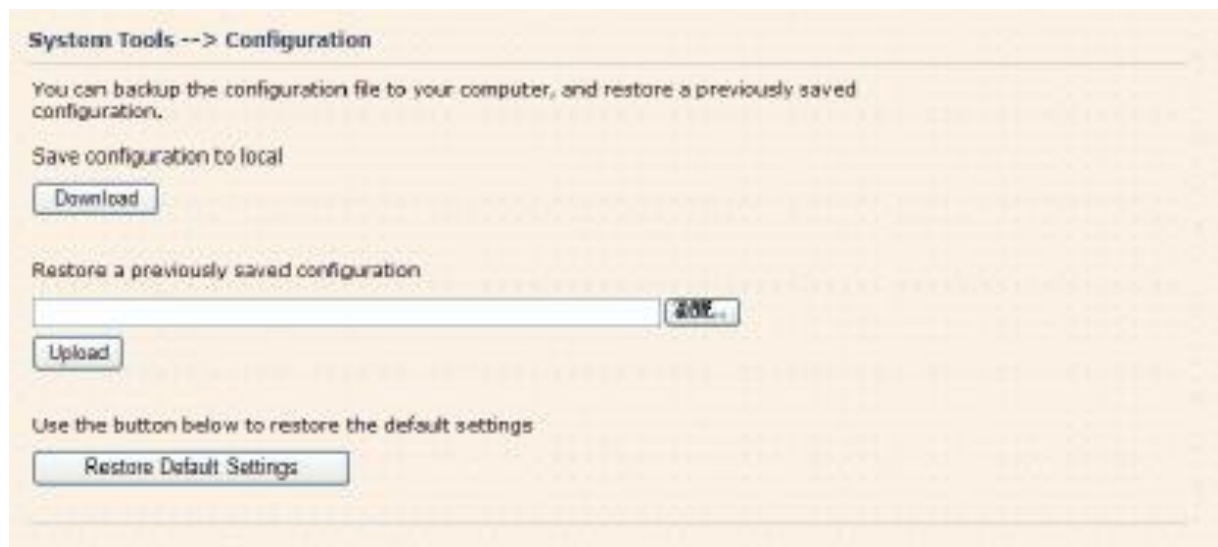 System Tools --> Configuration
You can backup the configuration file to your computer, and restore a previously saved
configuration.
Save configuration to local
Download
Restore a previously saved configuration
Upload
Use the button below to restore the default settings
Restore Default Settings